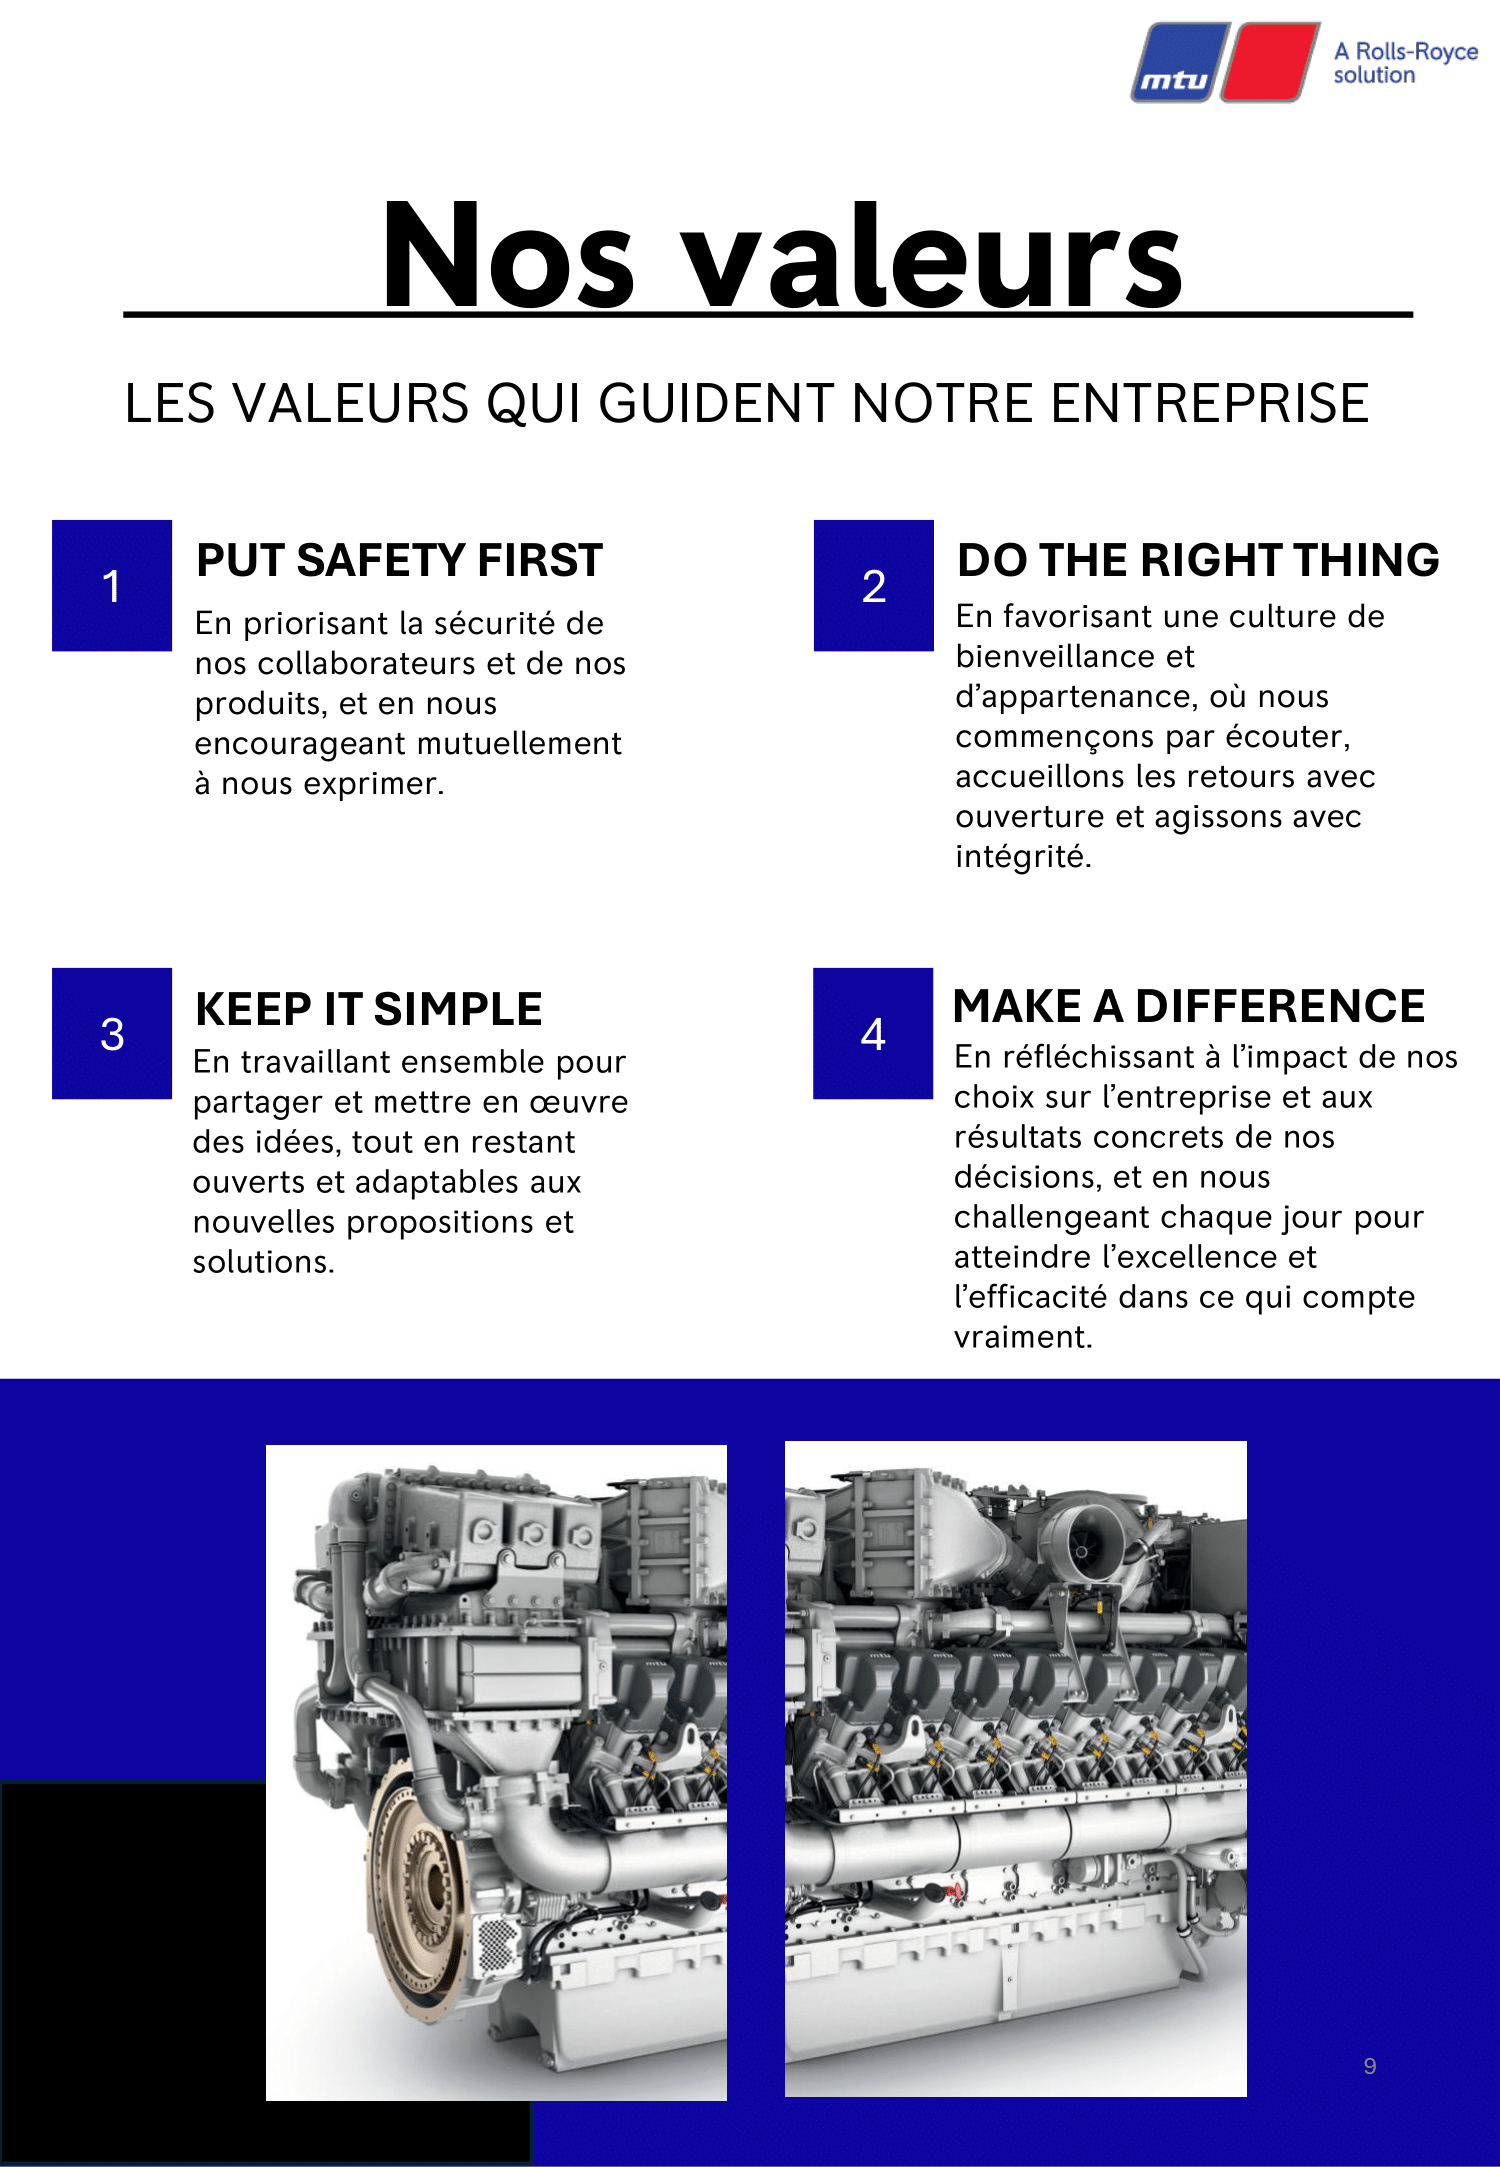 mtu
A Rolls-Royce
solution
Nos valeurs
LES VALEURS QUI GUIDENT NOTRE ENTREPRISE
1
PUT SAFETY FIRST
En priorisant la sécurité de
nos collaborateurs et de nos
produits, et en nous
encourageant mutuellement
à nous exprimer.
2
DO THE RIGHT THING
En favorisant une culture de
bienveillance et
d’appartenance, où nous
commençons par écouter,
accueillons les retours avec
ouverture et agissons avec
intégrité.
3
KEEP IT SIMPLE
En travaillant ensemble pour
partager et mettre en œuvre
des idées, tout en restant
ouverts et adaptables aux
nouvelles propositions et
solutions.
4
MAKE A DIFFERENCE
En réfléchissant à l’impact de nos
choix sur l’entreprise et aux
résultats concrets de nos
décisions, et en nous
challengeant chaque jour pour
atteindre l’excellence et
l’efficacité dans ce qui compte
vraiment.
9